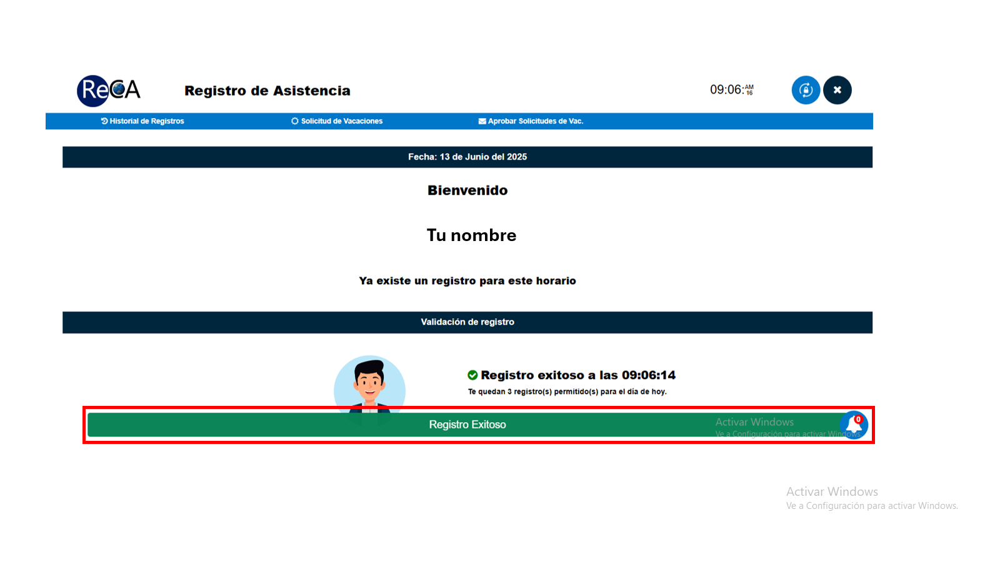 ReCA
Registro de Asistencia
09:06:16 AM
Historial de Registros
Solicitud de Vacaciones
Aprobar Solicitudes de Vac.
Fecha: 13 de Junio del 2025
Bienvenido
Tu nombre
Ya existe un registro para este horario
Validación de registro
Registro exitoso a las 09:06:14
Te quedan 3 registro(s) permitido(s) para el día de hoy.
Registro Exitoso
0
Activar Windows
Ve a Configuración para activar Windows.
Activar Windows
Ve a Configuración para activar Windows.